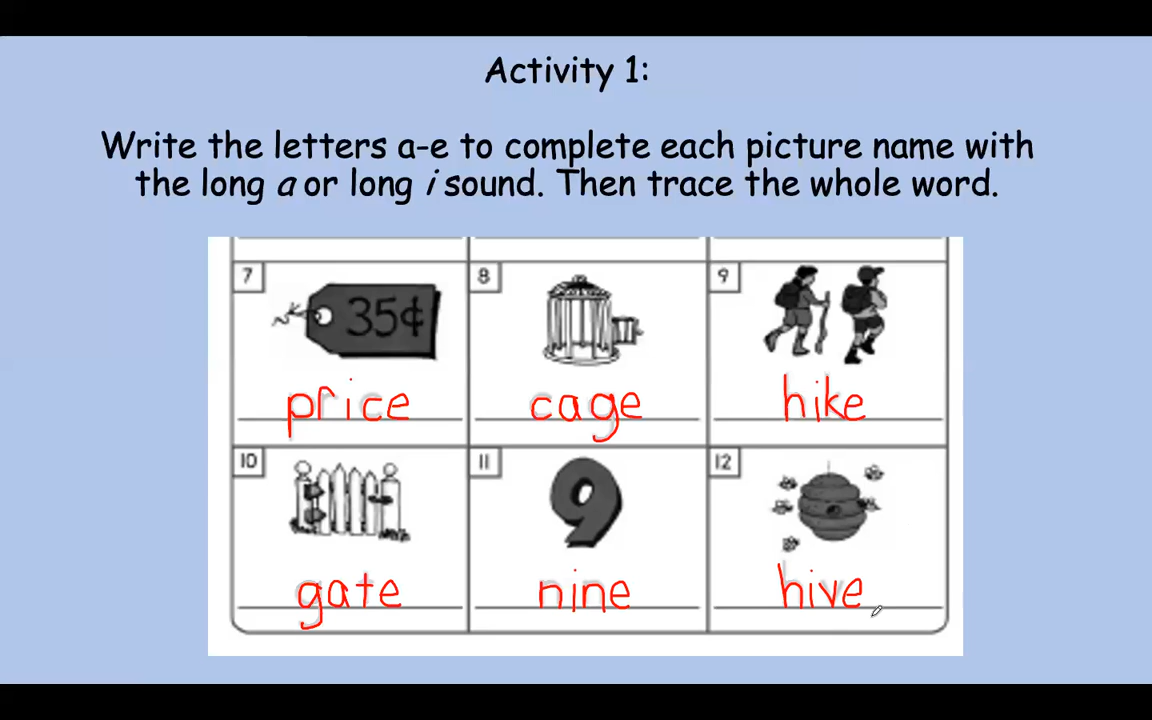 Activity 1:
Write the letters a-e to complete each picture name with
the long a or long i sound. Then trace the whole word.
7
35¢
price
8
cage
9
hike
10
gate
11
9
nine
12
hive